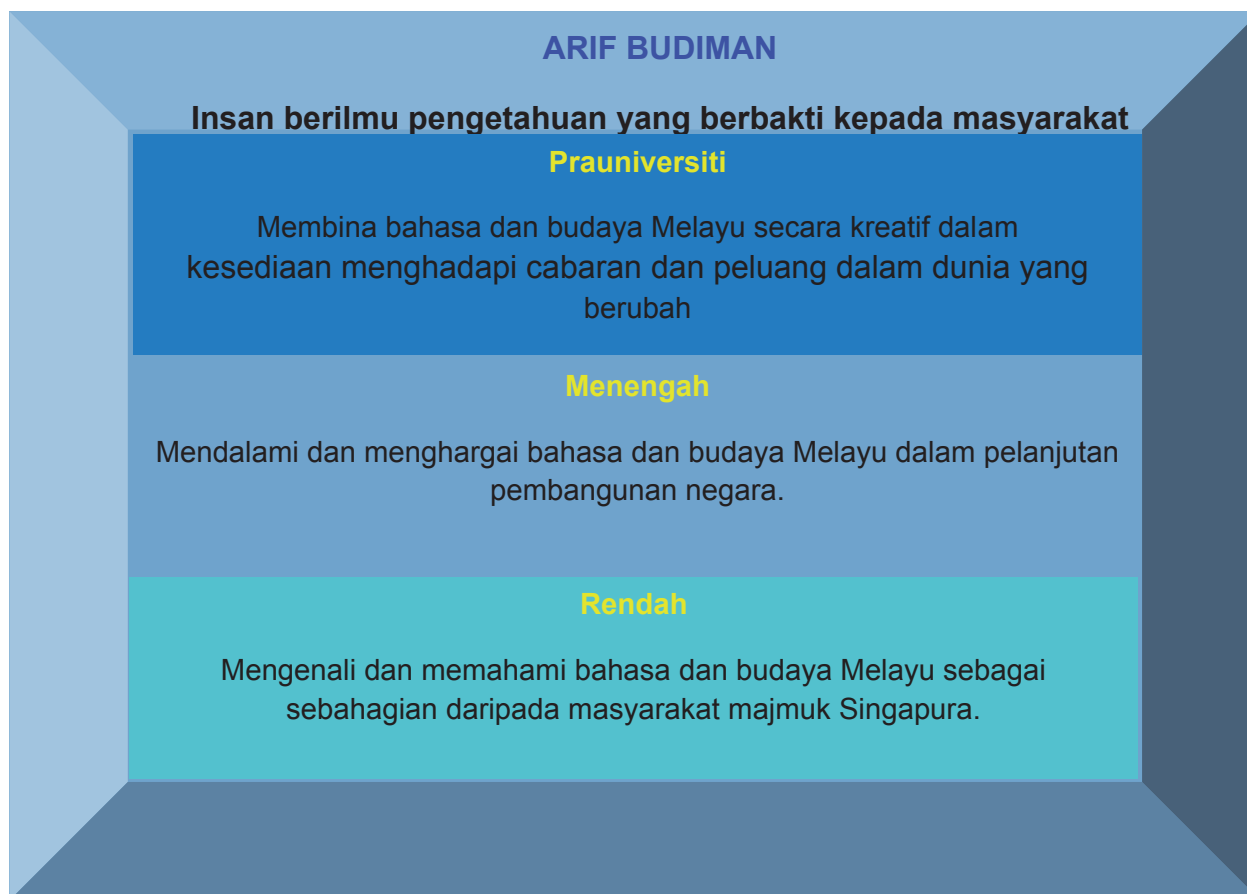 ARIF BUDIMAN
Insan berilmu pengetahuan yang berbakti kepada masyarakat
Prauniversiti
Membina bahasa dan budaya Melayu secara kreatif dalam
kesediaan menghadapi cabaran dan peluang dalam dunia yang
berubah
Menengah
Mendalami dan menghargai bahasa dan budaya Melayu dalam pelanjutan
pembangunan negara.
Rendah
Mengenali dan memahami bahasa dan budaya Melayu sebagai
sebahagian daripada masyarakat majmuk Singapura.